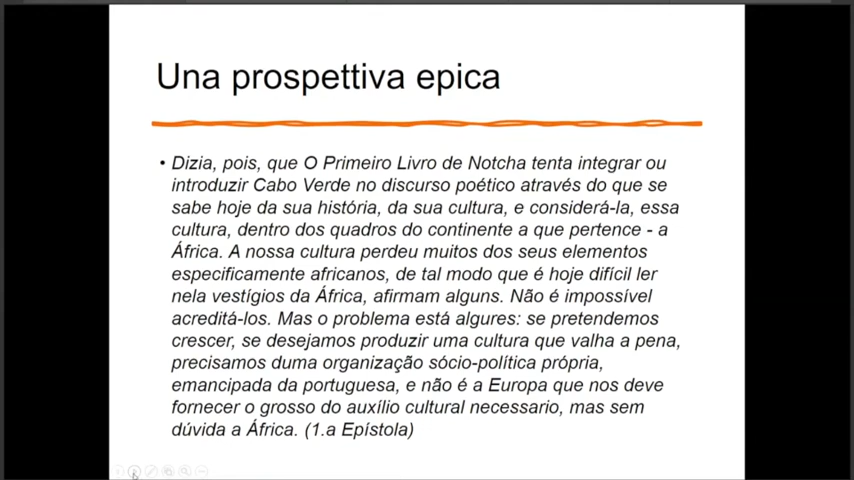 Una prospettiva epica
• Dizia, pois, que O Primeiro Livro de Notcha tenta integrar ou
introduzir Cabo Verde no discurso poético através do que se
sabe hoje da sua história, da sua cultura, e considerá-la, essa
cultura, dentro dos quadros do continente a que pertence - a
África. A nossa cultura perdeu muitos dos seus elementos
especificamente africanos, de tal modo que é hoje difícil ler
nela vestígios da África, afirmam alguns. Não é impossível
acreditá-los. Mas o problema está algures: se pretendemos
crescer, se desejamos produzir uma cultura que valha a pena,
precisamos duma organização sócio-política própria,
emancipada da portuguesa, e não é a Europa que nos deve
fornecer o grosso do auxílio cultural necessario, mas sem
dúvida a África. (1.a Epístola)